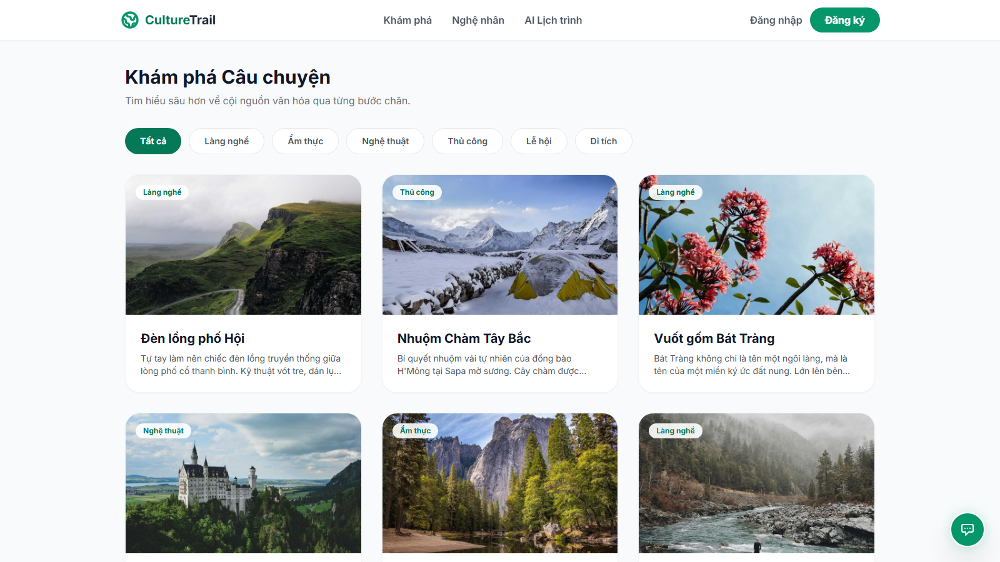 CultureTrail
Khám phá
Nghệ nhân
AI Lịch trình
Đăng nhập
Đăng ký
Khám phá Câu chuyện
Tìm hiểu sâu hơn về cội nguồn văn hóa qua từng bước chân.
Tất cả
Làng nghề
Ẩm thực
Nghệ thuật
Thủ công
Lễ hội
Di tích
Làng nghề
Đèn lồng phố Hội
Tự tay làm nên chiếc đèn lồng truyền thống giữa
lòng phố cổ thanh bình. Kỹ thuật vót tre, dán lụ...
Thủ công
Nhuộm Chàm Tây Bắc
Bí quyết nhuộm vải tự nhiên của đồng bào
H'Mông tại Sapa mờ sương. Cây chàm được...
Làng nghề
Vuốt gốm Bát Tràng
Bát Tràng không chỉ là tên một ngôi làng, mà là
tên của một miền ký ức đất nung. Lớn lên bên...
Nghệ thuật
Ẩm thực
Làng nghề